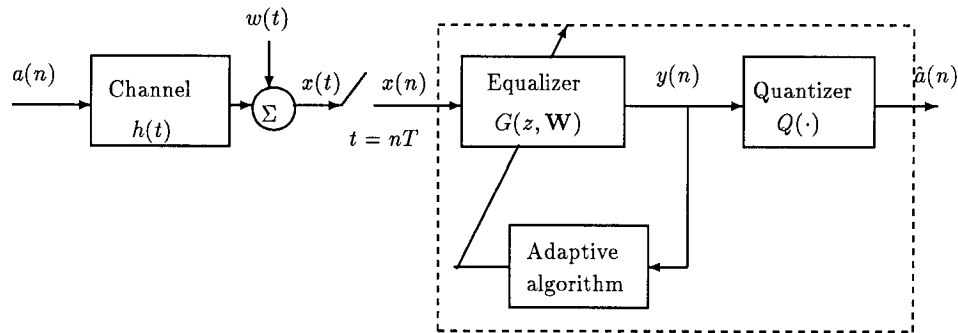 w(t)
a(n)
Channel
h(t)
Σ
x(t)
x(n)
t = nT
Equalizer
G(z, W)
y(n)
Quantizer
Q(·)
â(n)
Adaptive
algorithm